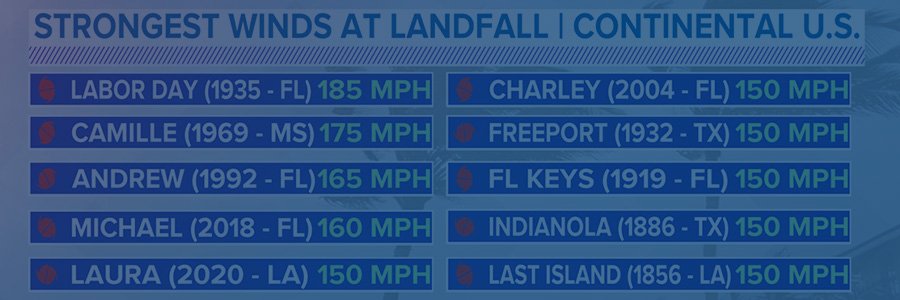 STRONGEST WINDS AT LANDFALL | CONTINENTAL U.S.
LABOR DAY (1935 - FL) 185 MPH
CAMILLE (1969 - MS) 175 MPH
ANDREW (1992 - FL) 165 MPH
MICHAEL (2018 - FL) 160 MPH
LAURA (2020 - LA) 150 MPH
CHARLEY (2004 - FL) 150 MPH
FREEPORT (1932 - TX) 150 MPH
FL KEYS (1919 - FL) 150 MPH
INDIANOLA (1886 - TX) 150 MPH
LAST ISLAND (1856 - LA) 150 MPH